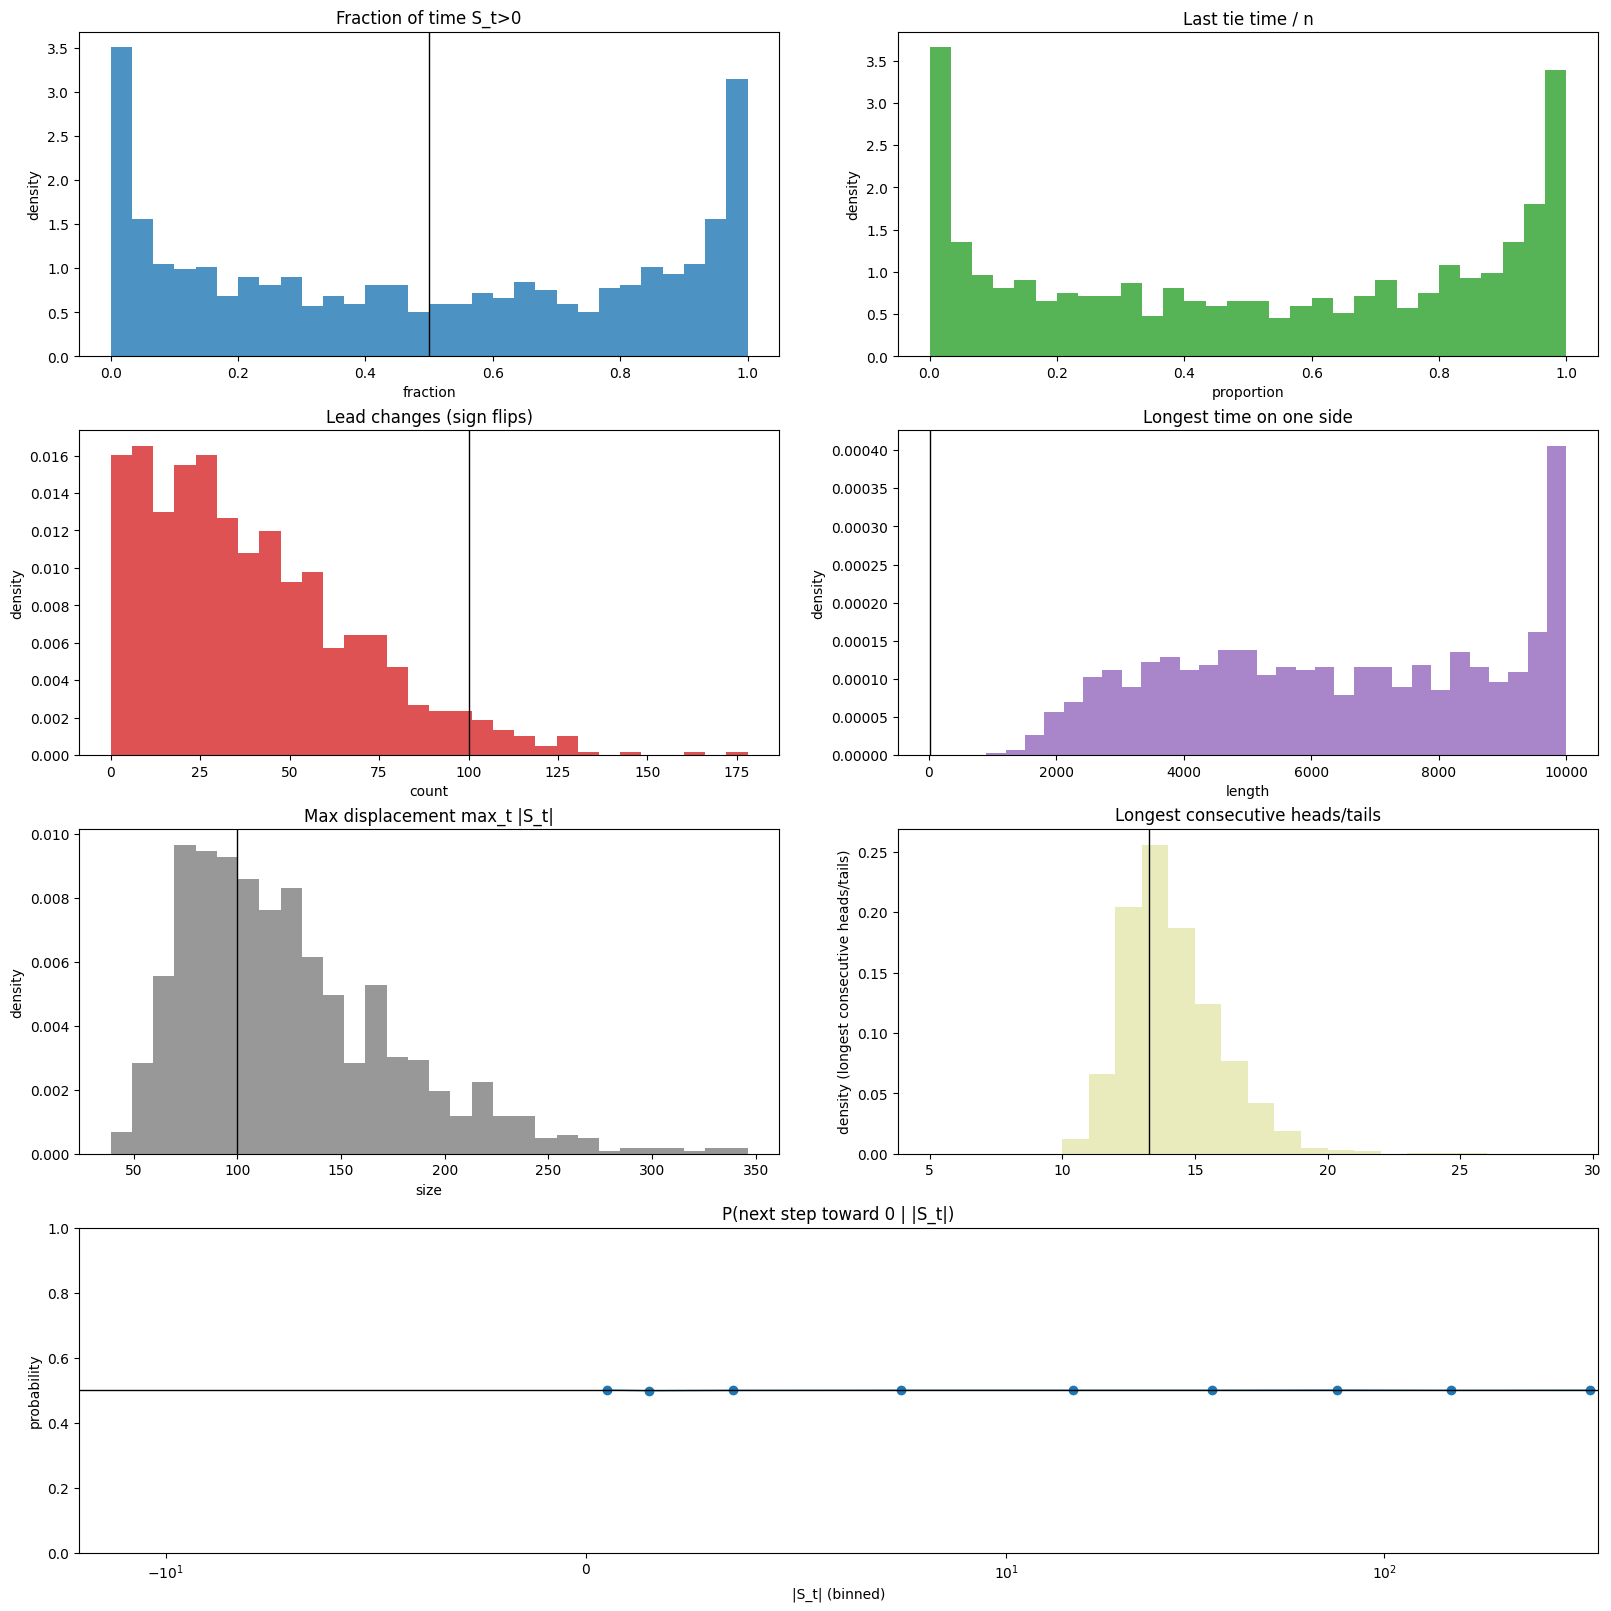 Fraction of time S_t>0
density
3.5
3.0
2.5
2.0
1.5
1.0
0.5
0.0
0.0 0.2 0.4 0.6 0.8 1.0
fraction
Last tie time / n
density
3.5
3.0
2.5
2.0
1.5
1.0
0.5
0.0
0.0 0.2 0.4 0.6 0.8 1.0
proportion
Lead changes (sign flips)
density
0.016
0.014
0.012
0.010
0.008
0.006
0.004
0.002
0.000
0 25 50 75 100 125 150 175
count
Longest time on one side
density
0.00040
0.00035
0.00030
0.00025
0.00020
0.00015
0.00010
0.00005
0.00000
0 2000 4000 6000 8000 10000
length
Max displacement max_t |S_t|
density
0.010
0.008
0.006
0.004
0.002
0.000
50 100 150 200 250 300 350
size
Longest consecutive heads/tails
density (longest consecutive heads/tails)
0.25
0.20
0.15
0.10
0.05
0.00
5 10 15 20 25 30
P(next step toward 0 | |S_t|)
probability
1.0
0.8
0.6
0.4
0.2
0.0
−10¹ 0 10¹ 10²
|S_t| (binned)